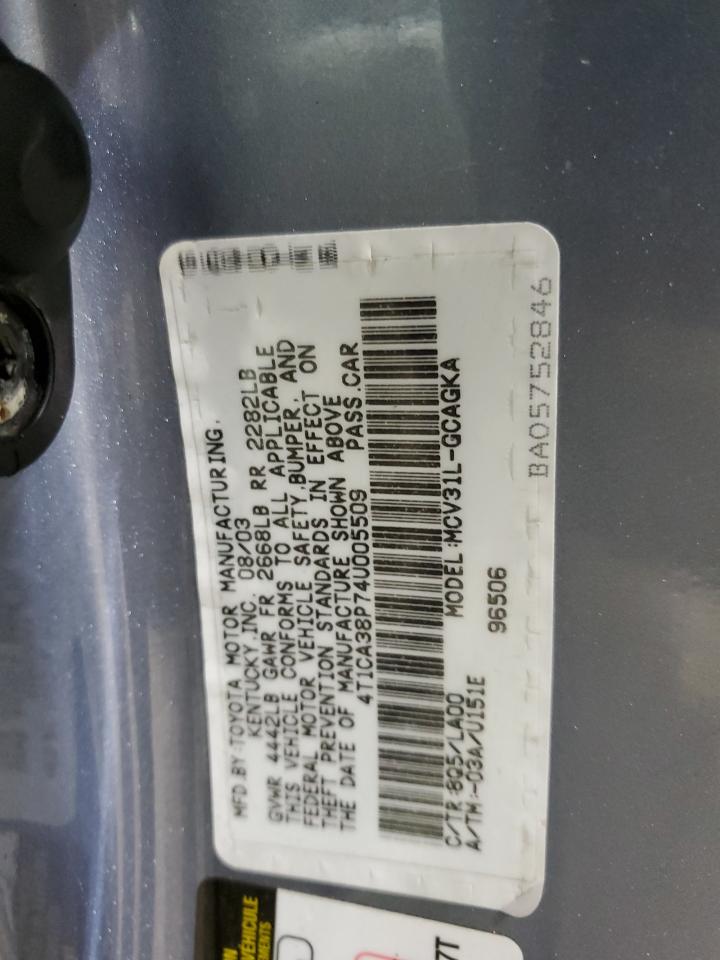 MFD.BY:TOYOTA MOTOR MANUFACTURING,
KENTUCKY,INC. 08/03
GVWR 4442LB GAWR FR 2668LB RR 2282LB
THIS VEHICLE CONFORMS TO ALL APPLICABLE
FEDERAL MOTOR VEHICLE SAFETY,BUMPER, AND
THEFT PREVENTION STANDARDS IN EFFECT ON
THE DATE OF MANUFACTURE SHOWN ABOVE
4T1CA38P74U005509 PASS.CAR
C/TR:8Q5/LA00 MODEL:MCV31L-GCAGKA
A/TM:-03A/U151E
96506
BA05752846
VÉHICULE
7T